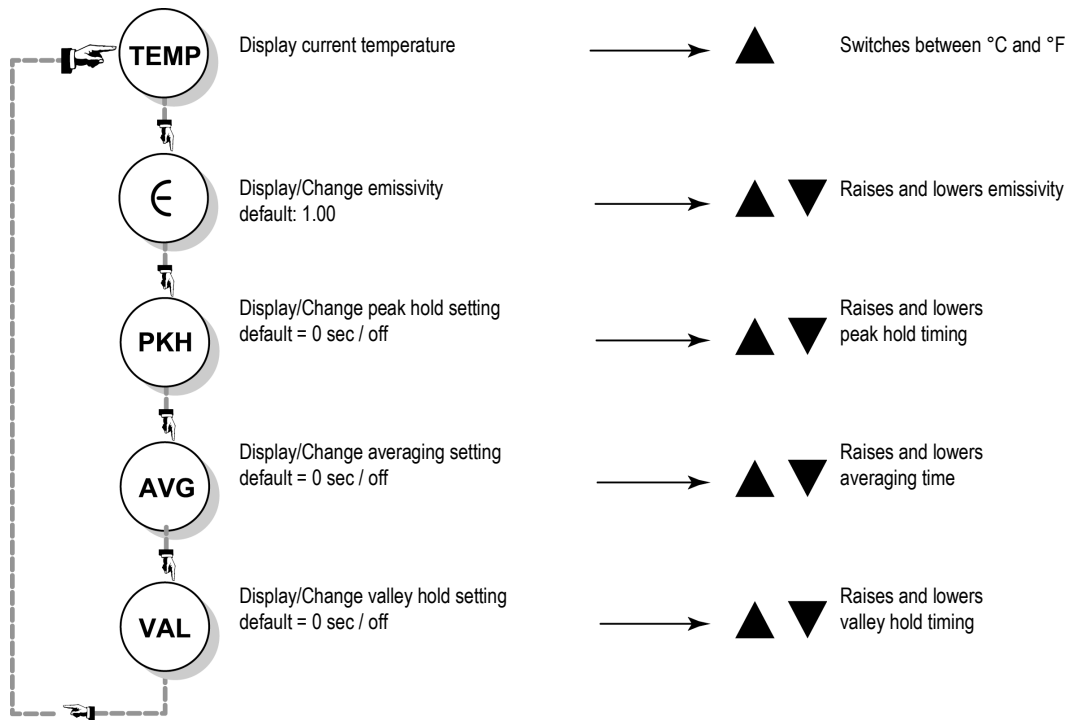 TEMP
Display current temperature
Switches between °C and °F
∈
Display/Change emissivity
default: 1.00
Raises and lowers emissivity
PKH
Display/Change peak hold setting
default = 0 sec / off
Raises and lowers
peak hold timing
AVG
Display/Change averaging setting
default = 0 sec / off
Raises and lowers
averaging time
VAL
Display/Change valley hold setting
default = 0 sec / off
Raises and lowers
valley hold timing